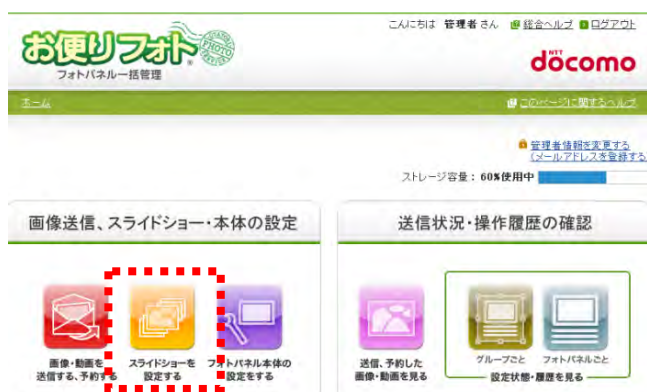 こんにちは 管理者 さん 総合ヘルプ ログアウト
お便りフォト
PHOTO
フォトパネル一括管理
NTT
döcomo
ホーム
このページに関するヘルプ
管理者情報を変更する
(メールアドレスを登録する
ストレージ容量：60%使用中
画像送信、スライドショー・本体の設定
送信状況・操作履歴の確認
画像・動画を
送信する、予約する
スライドショーを
設定する
フォトパネル本体の
設定をする
送信、予約した
画像・動画を見る
グループごと
フォトパネルごと
設定状態・履歴を見る